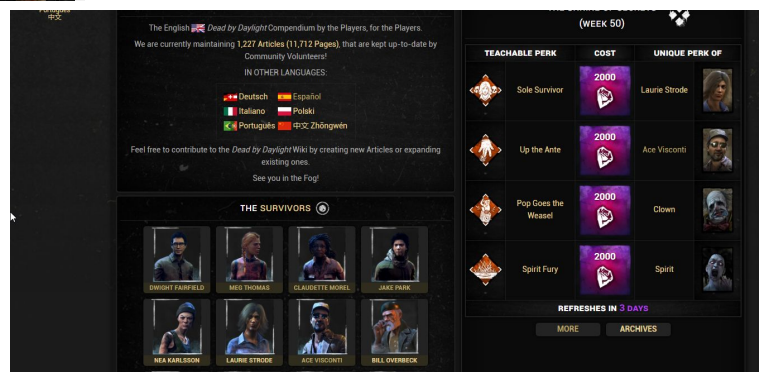 中文
The English Dead by Daylight Compendium by the Players, for the Players.
We are currently maintaining 1,227 Articles (11,712 Pages), that are kept up-to-date by
Community Volunteers!
IN OTHER LANGUAGES:
Deutsch Español
Italiano Polski
Português 中文 Zhōngwén
Feel free to contribute to the Dead by Daylight Wiki by creating new Articles or expanding
existing ones.
See you in the Fog!
THE SURVIVORS
DWIGHT FAIRFIELD MEG THOMAS CLAUDETTE MOREL JAKE PARK
NEA KARLSSON LAURIE STRODE ACE VISCONTI BILL OVERBECK
(WEEK 50)
TEACHABLE PERK COST UNIQUE PERK OF
Sole Survivor 2000 Laurie Strode
Up the Ante 2000 Ace Visconti
Pop Goes the
Weasel 2000 Clown
Spirit Fury 2000 Spirit
REFRESHES IN 3 DAYS
MORE ARCHIVES